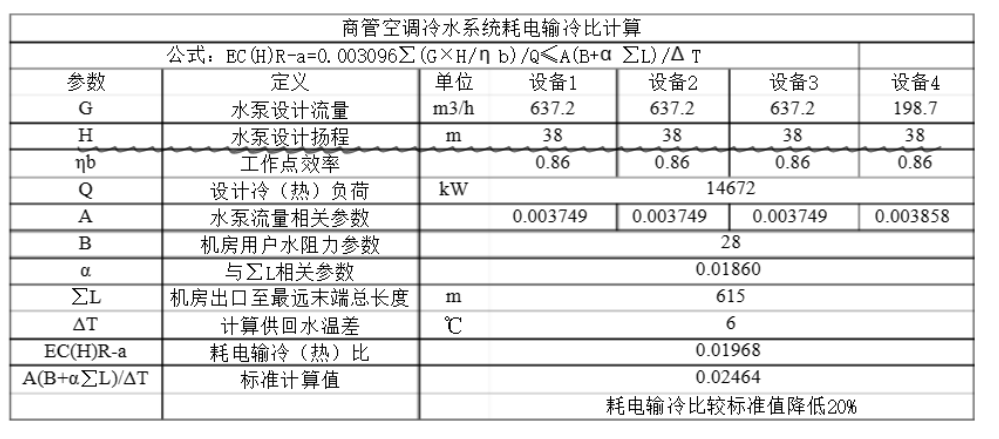 商管空调冷水系统耗电输冷比计算
公式：EC(H)R-a=0.003096∑(G×H/η b)/Q≤A(B+α ∑L)/Δ T
参数 定义 单位 设备1 设备2 设备3 设备4
G 水泵设计流量 m3/h 637.2 637.2 637.2 198.7
H 水泵设计扬程 m 38 38 38 38
ηb 工作点效率 0.86 0.86 0.86 0.86
Q 设计冷（热）负荷 kW 14672
A 水泵流量相关参数 0.003749 0.003749 0.003749 0.003858
B 机房用户水阻力参数 28
α 与∑L相关参数 0.01860
∑L 机房出口至最远末端总长度 m 615
ΔT 计算供回水温差 ℃ 6
EC(H)R-a 耗电输冷（热）比 0.01968
A(B+α∑L)/ΔT 标准计算值 0.02464
耗电输冷比较标准值降低20%